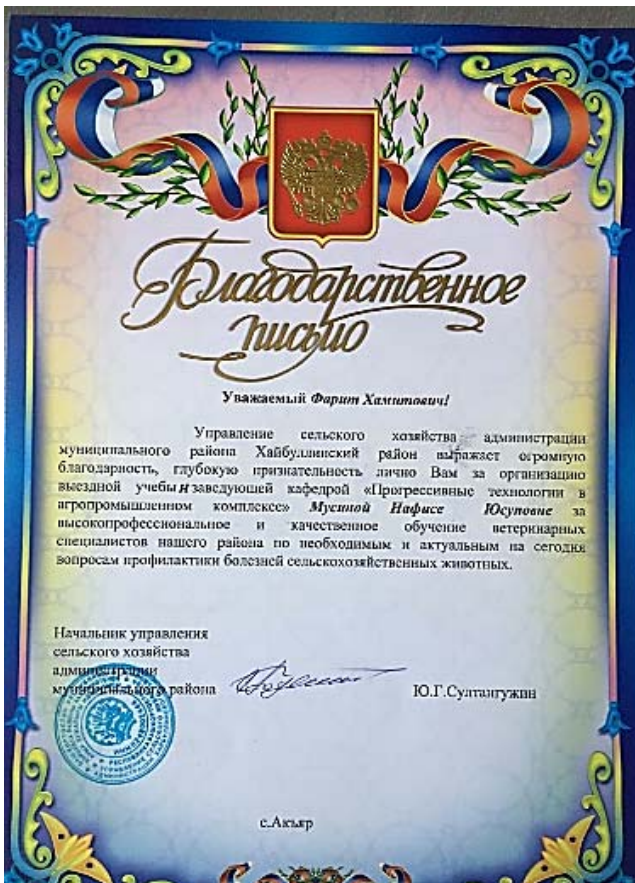 Благодарственное
письмо
Уважаемый Фарит Хамитович!
Управление сельского хозяйства администрации
муниципального района Хайбуллинский район выражает огромную
благодарность, глубокую признательность лично Вам за организацию
выездной учебы и заведующей кафедрой «Прогрессивные технологии в
агропромышленном комплексе» Мусиной Нафисе Юсуповне за
высокопрофессиональное и качественное обучение ветеринарных
специалистов нашего района по необходимым и актуальным на сегодня
вопросам профилактики болезней сельскохозяйственных животных.
Начальник управления
сельского хозяйства
администрации
муниципального района Ю.Г.Султангужин
с.Акъяр